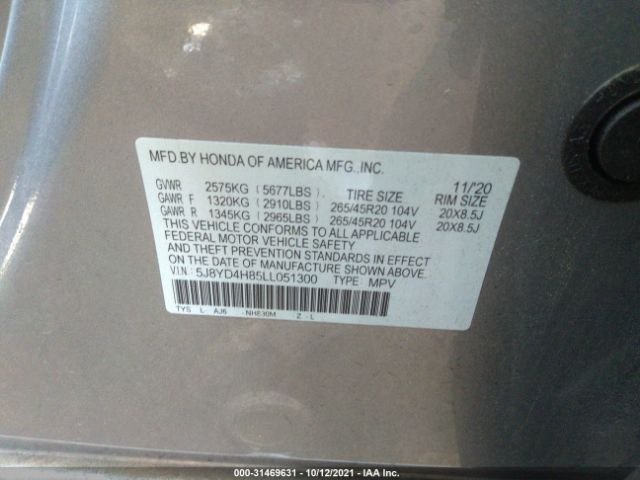 MFD.BY HONDA OF AMERICA MFG.,INC.
11/'20
GVWR 2575KG (5677LBS) TIRE SIZE RIM SIZE
GAWR F 1320KG (2910LBS) 265/45R20 104V 20X8.5J
GAWR R 1345KG (2965LBS) 265/45R20 104V 20X8.5J
THIS VEHICLE CONFORMS TO ALL APPLICABLE
FEDERAL MOTOR VEHICLE SAFETY
AND THEFT PREVENTION STANDARDS IN EFFECT
ON THE DATE OF MANUFACTURE SHOWN ABOVE.
V.I.N: 5J8YD4H85LL051300 TYPE: MPV
TYS L AJ6 -NH830M Z - L
000-31469631 - 10/12/2021 - IAA Inc.